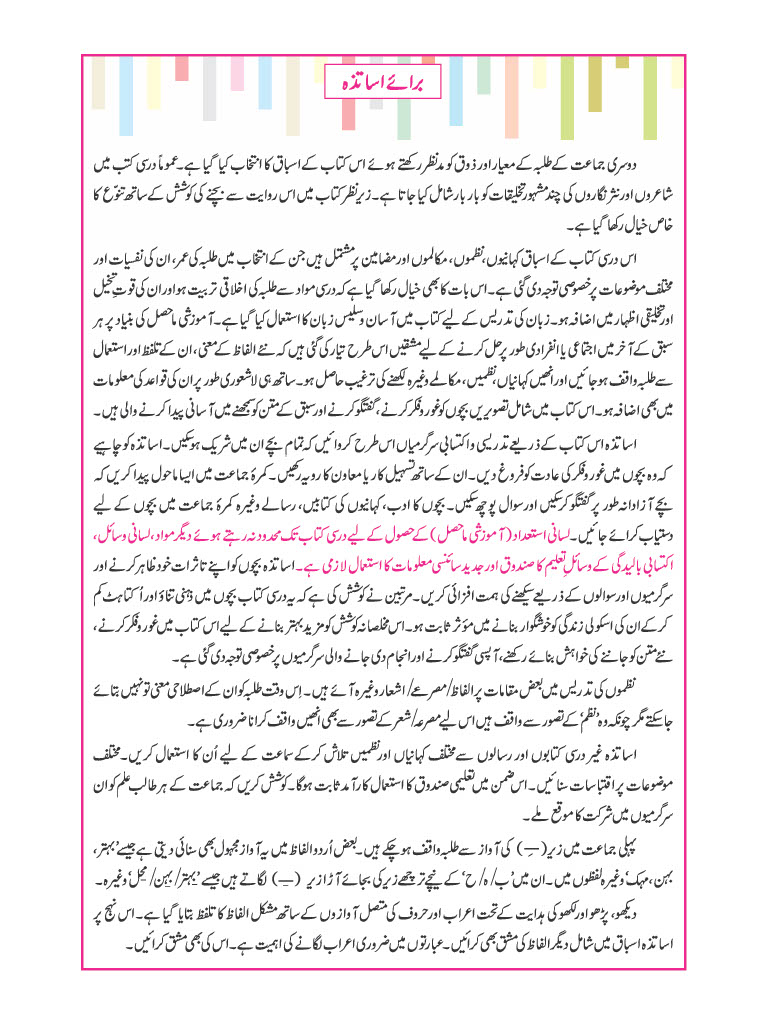 برائے اساتذہ
دوسری جماعت کے طلبہ کے معیار اور ذوق کو مدنظر رکھتے ہوئے اس کتاب کے اسباق کا انتخاب کیا گیا ہے۔ عموماً درسی کتب میں
شاعروں اور نثر نگاروں کی چند مشہور تخلیقات کو بار بار شامل کیا جاتا ہے۔ زیرِ نظر کتاب میں اس روایت سے بچنے کی کوشش کے ساتھ تنوّع کا
خاص خیال رکھا گیا ہے۔
اس درسی کتاب کے اسباق کہانیوں، نظموں، مکالموں اور مضامین پر مشتمل ہیں جن کے انتخاب میں طلبہ کی عمر، ان کی نفسیات اور
مختلف موضوعات پر خصوصی توجہ دی گئی ہے۔ اس بات کا بھی خیال رکھا گیا ہے کہ درسی مواد سے طلبہ کی اخلاقی تربیت ہو اور ان کی قوتِ تخیل
اور تخلیقی اظہار میں اضافہ ہو۔ زبان کی تدریس کے لیے کتاب میں آسان و سلیس زبان کا استعمال کیا گیا ہے۔ آموزشی ماحصل کی بنیاد پر ہر
سبق کے آخر میں اجتماعی یا انفرادی طور پر حل کرنے کے لیے مشقیں اس طرح تیار کی گئی ہیں کہ نئے الفاظ کے معنی، ان کے تلفظ اور استعمال
سے طلبہ واقف ہوجائیں اور انھیں کہانیاں، نظمیں، مکالمے وغیرہ لکھنے کی ترغیب حاصل ہو۔ ساتھ ہی لاشعوری طور پر ان کی قواعد کی معلومات
میں بھی اضافہ ہو۔ اس کتاب میں شامل تصویریں بچوں کو غور و فکر کرنے، گفتگو کرنے اور سبق کے متن کو سمجھنے میں آسانی پیدا کرنے والی ہیں۔
اساتذہ اس کتاب کے ذریعے تدریسی و اکتسابی سرگرمیاں اس طرح کروائیں کہ تمام بچے ان میں شریک ہوسکیں۔ اساتذہ کو چاہیے
کہ وہ بچوں میں غور و فکر کی عادت کو فروغ دیں۔ ان کے ساتھ تسہیل کار یا معاون کا رویہ رکھیں۔ کمرۂ جماعت میں ایسا ماحول پیدا کریں کہ
بچے آزادانہ طور پر گفتگو کرسکیں اور سوال پوچھ سکیں۔ بچوں کا ادب، کہانیوں کی کتابیں، رسالے وغیرہ کمرۂ جماعت میں بچوں کے لیے
دستیاب کرائے جائیں۔ لسانی استعداد (آموزشی ماحصل) کے حصول کے لیے درسی کتاب تک محدود نہ رہتے ہوئے دیگر مواد، لسانی وسائل،
اکتسابی بالیدگی کے وسائلِ تعلیم کا صندوق اور جدید سائنسی معلومات کا استعمال لازمی ہے۔ اساتذہ بچوں کو اپنے تاثرات خود ظاہر کرنے اور
سرگرمیوں اور سوالوں کے ذریعے سیکھنے کی ہمت افزائی کریں۔ مرتبین نے کوشش کی ہے کہ یہ درسی کتاب بچوں میں ذہنی تناؤ اور اُکتاہٹ کم
کرکے ان کی اسکولی زندگی کو خوشگوار بنانے میں مؤثر ثابت ہو۔ اس مخلصانہ کوشش کو مزید بہتر بنانے کے لیے اس کتاب میں غور و فکر کرنے،
نئے متن کو جاننے کی خواہش بنائے رکھنے، آپسی گفتگو کرنے اور انجام دی جانے والی سرگرمیوں پر خصوصی توجہ دی گئی ہے۔
نظموں کی تدریس میں بعض مقامات پر الفاظ/ مصرعے/ اشعار وغیرہ آئے ہیں۔ اِس وقت طلبہ کو ان کے اصطلاحی معنی تو نہیں بتائے
جاسکتے مگر چونکہ وہ 'نظم' کے تصور سے واقف ہیں اس لیے مصرعہ/ شعر کے تصور سے بھی انھیں واقف کرانا ضروری ہے۔
اساتذہ غیر درسی کتابوں اور رسالوں سے مختلف کہانیاں اور نظمیں تلاش کرکے سماعت کے لیے اُن کا استعمال کریں۔ مختلف
موضوعات پر اقتباسات سنائیں۔ اس ضمن میں تعلیمی صندوق کا استعمال کارآمد ثابت ہوگا۔ کوشش کریں کہ جماعت کے ہر طالب علم کو ان
سرگرمیوں میں شرکت کا موقع ملے۔
پہلی جماعت میں زیر (ــِـ) کی آواز سے طلبہ واقف ہوچکے ہیں۔ بعض اُردو الفاظ میں یہ آواز مجہول بھی سنائی دیتی ہے جیسے 'بہتر،
بہن، مہک' وغیرہ لفظوں میں۔ ان میں 'ب/ ہ/ ح' کے نیچے ترچھے زیر کی بجائے آڑا زیر (ــ) لگاتے ہیں جیسے 'بہتر/ بہن/ محل' وغیرہ۔
دیکھو، پڑھو اور لکھو کی ہدایت کے تحت اعراب اور حروف کی متصل آوازوں کے ساتھ مشکل الفاظ کا تلفظ بتایا گیا ہے۔ اس نہج پر
اساتذہ اسباق میں شامل دیگر الفاظ کی مشق بھی کرائیں۔ عبارتوں میں ضروری اعراب لگانے کی اہمیت ہے۔ اس کی بھی مشق کرائیں۔